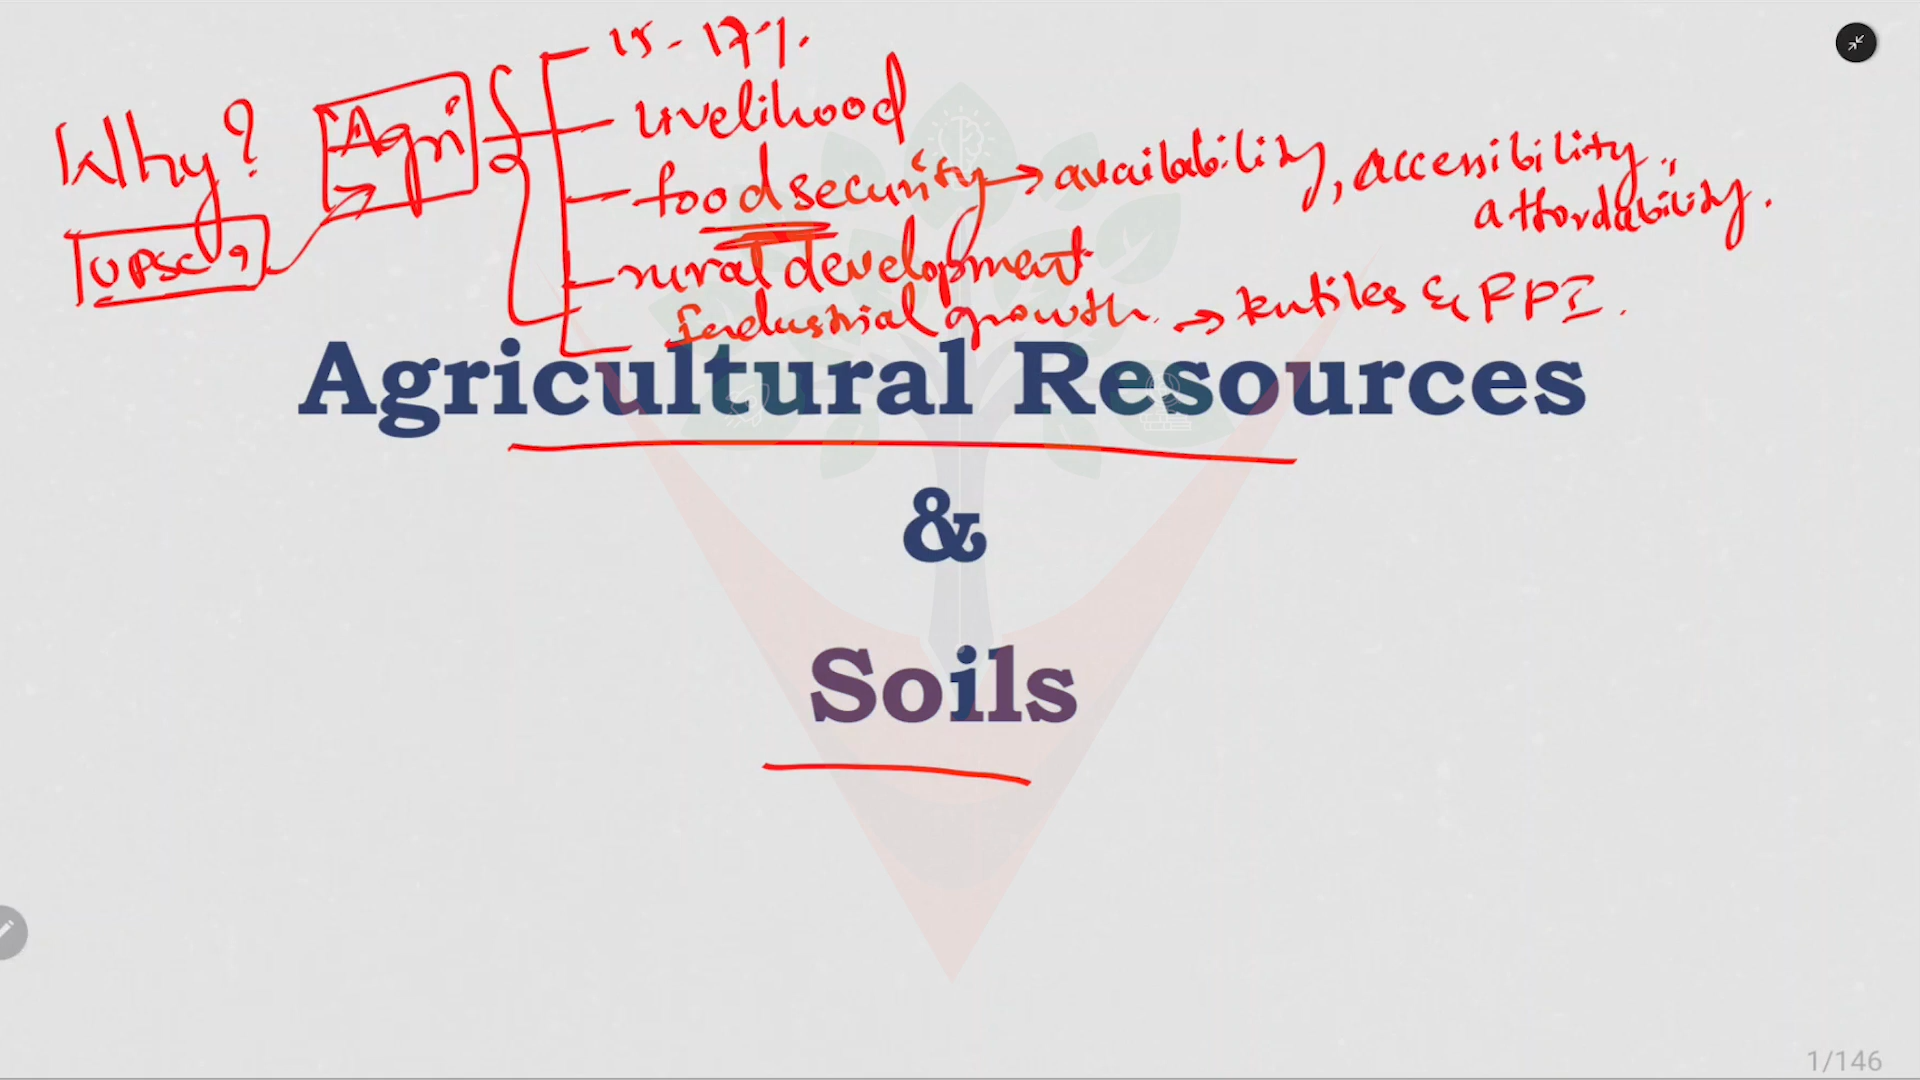 15-17%.
Why? Agri livelihood
food security → availability, accessibility,
affordability.
UPSC ?
rural development
Industrial growth. → textiles & FPI.
Agricultural Resources
&
Soils
1/146